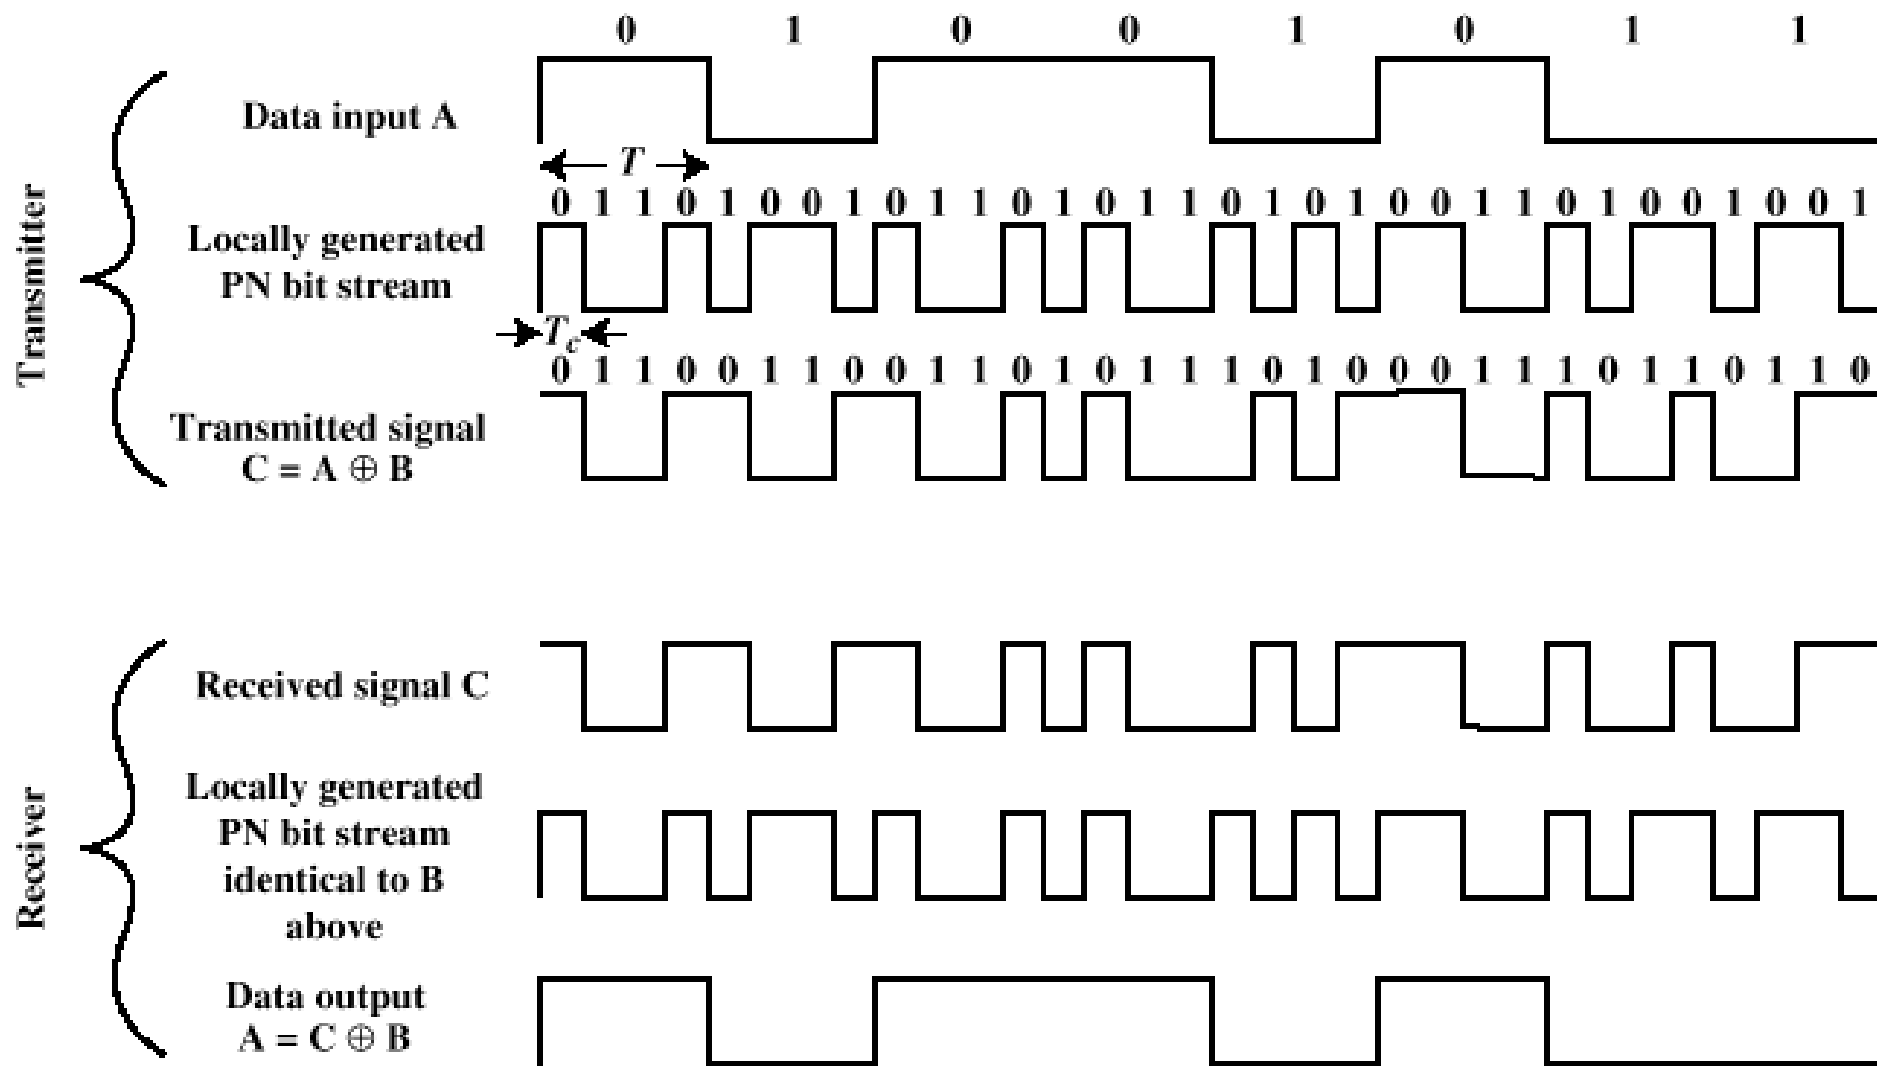 0 1 0 0 1 0 1 1
Data input A
T
0 1 1 0 1 0 0 1 0 1 1 0 1 0 1 1 0 1 0 1 0 0 1 1 0 1 0 0 1 0 0 1
Locally generated
PN bit stream
Transmitter
Tc
0 1 1 0 0 1 1 0 0 1 1 0 1 0 1 1 1 0 1 0 0 0 1 1 1 0 1 1 0 1 1 0
Transmitted signal
C = A ⊕ B
Received signal C
Locally generated
PN bit stream
identical to B
above
Receiver
Data output
A = C ⊕ B